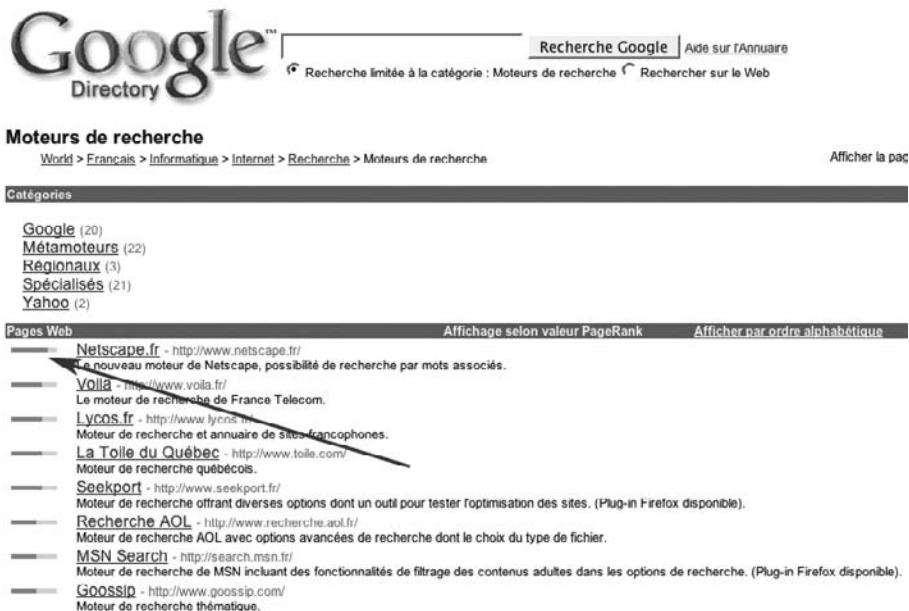 Google™
Directory
Recherche Google Aide sur l'Annuaire
Recherche limitée à la catégorie : Moteurs de recherche Rechercher sur le Web
Moteurs de recherche
World > Français > Informatique > Internet > Recherche > Moteurs de recherche Afficher la pag
Catégories
Google (20)
Métamoteurs (22)
Régionaux (3)
Spécialisés (21)
Yahoo (2)
Pages Web Affichage selon valeur PageRank Afficher par ordre alphabétique
Netscape.fr - http://www.netscape.fr/
Le nouveau moteur de Netscape, possibilité de recherche par mots associés.
Voila - http://www.voila.fr/
Le moteur de recherche de France Telecom.
Lycos.fr - http://www.lycos.fr/
Moteur de recherche et annuaire de sites francophones.
La Toile du Québec - http://www.toile.com/
Moteur de recherche québécois.
Seekport - http://www.seekport.fr/
Moteur de recherche offrant diverses options dont un outil pour tester l'optimisation des sites. (Plug-in Firefox disponible).
Recherche AOL - http://www.recherche.aol.fr/
Moteur de recherche AOL avec options avancées de recherche dont le choix du type de fichier.
MSN Search - http://search.msn.fr/
Moteur de recherche de MSN incluant des fonctionnalités de filtrage des contenus adultes dans les options de recherche. (Plug-in Firefox disponible).
Goossip - http://www.goossip.com/
Moteur de recherche thématique.